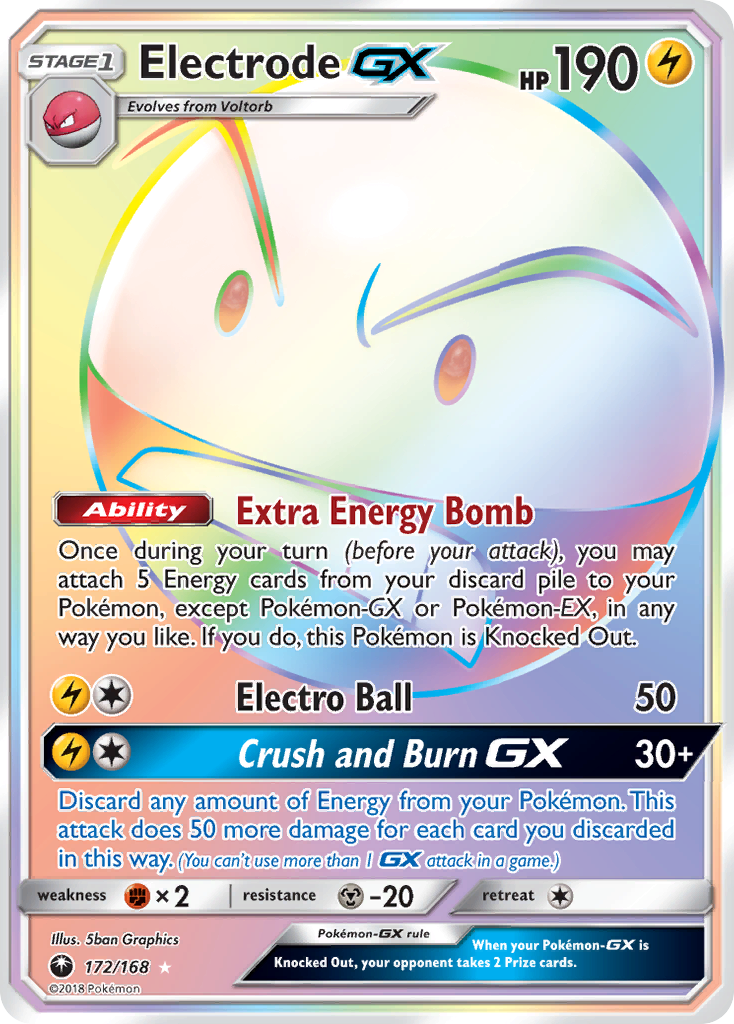 STAGE1 Electrode GX HP 190
Evolves from Voltorb
Ability Extra Energy Bomb
Once during your turn (before your attack), you may
attach 5 Energy cards from your discard pile to your
Pokémon, except Pokémon-GX or Pokémon-EX, in any
way you like. If you do, this Pokémon is Knocked Out.
Electro Ball 50
Crush and Burn GX 30+
Discard any amount of Energy from your Pokémon. This
attack does 50 more damage for each card you discarded
in this way. (You can't use more than 1 GX attack in a game.)
weakness ×2 resistance -20 retreat
Illus. 5ban Graphics
172/168
©2018 Pokémon
Pokémon-GX rule
When your Pokémon-GX is
Knocked Out, your opponent takes 2 Prize cards.